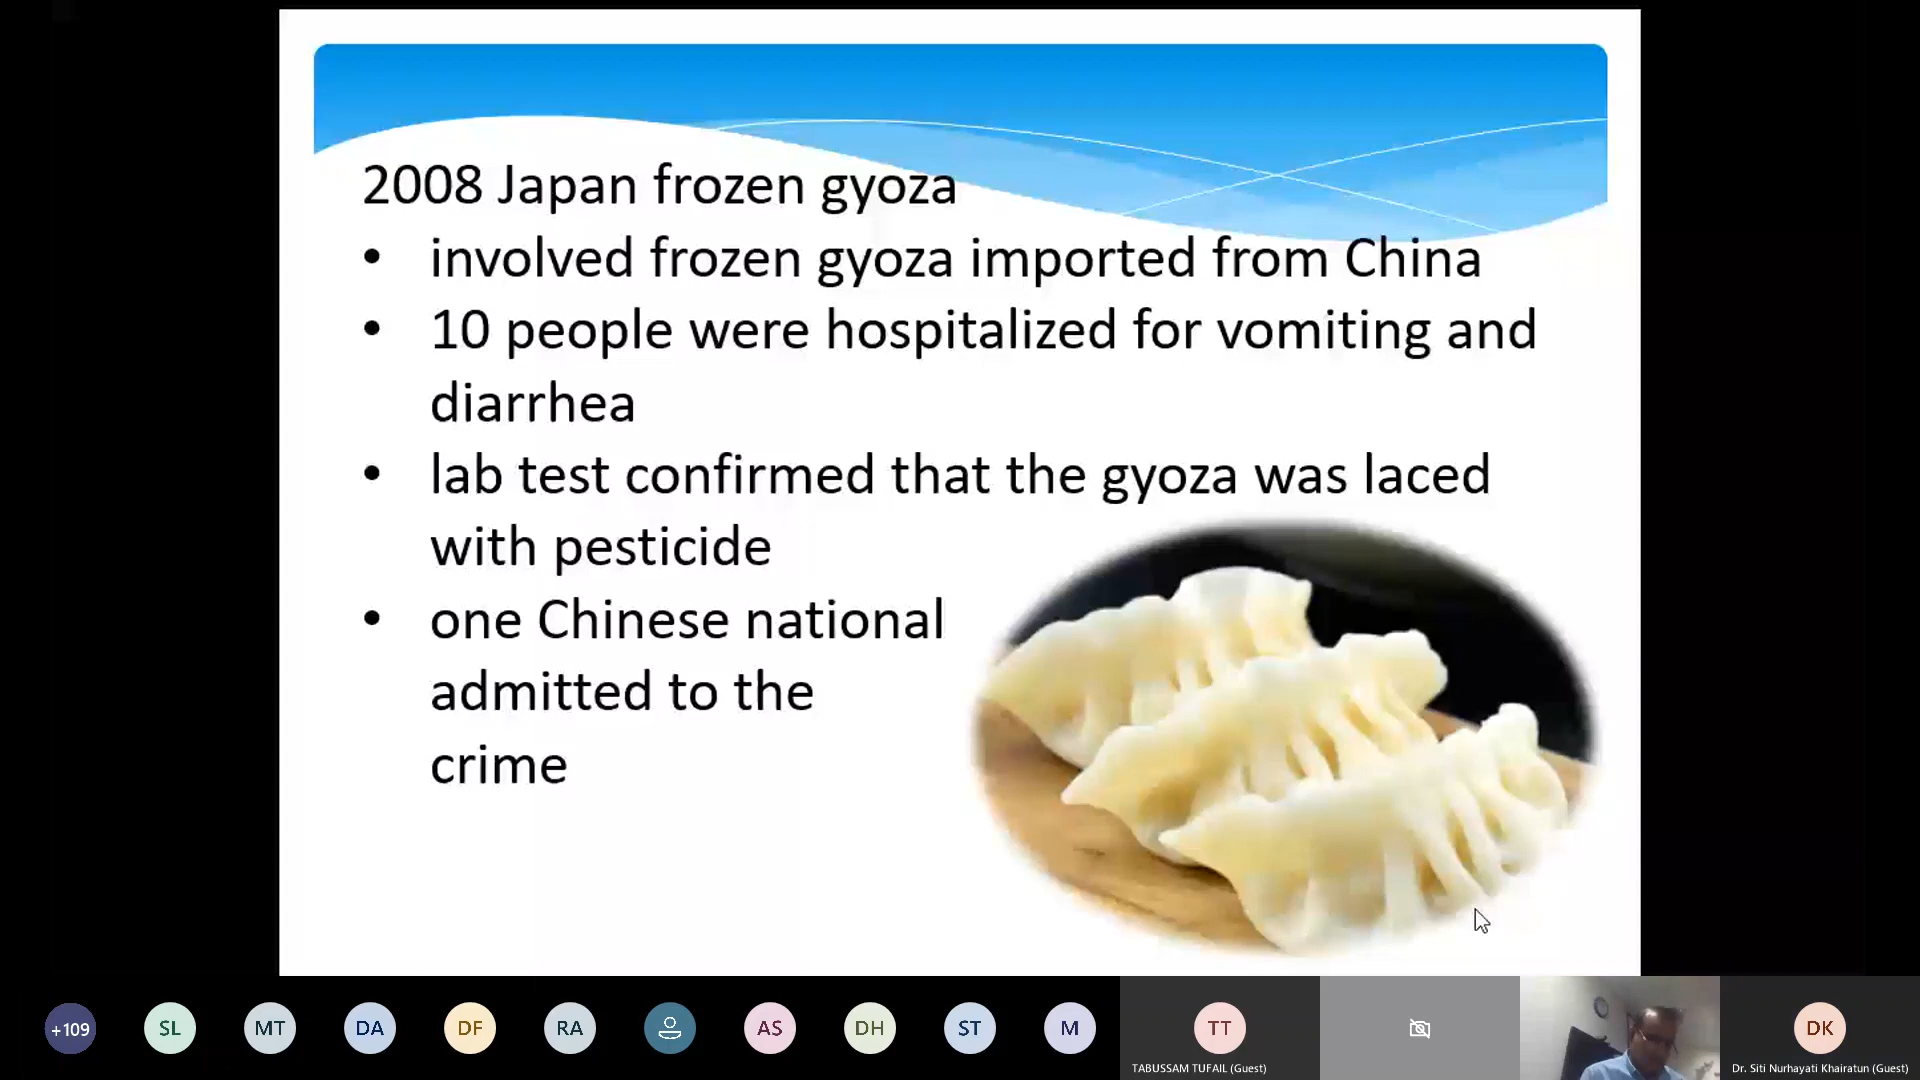 2008 Japan frozen gyoza
• involved frozen gyoza imported from China
• 10 people were hospitalized for vomiting and
diarrhea
• lab test confirmed that the gyoza was laced
with pesticide
• one Chinese national
admitted to the
crime
+109
SL
MT
DA
DF
RA
AS
DH
ST
M
TT
DK
TABUSSAM TUFAIL (Guest)
Dr. Siti Nurhayati Khairatun (Guest)